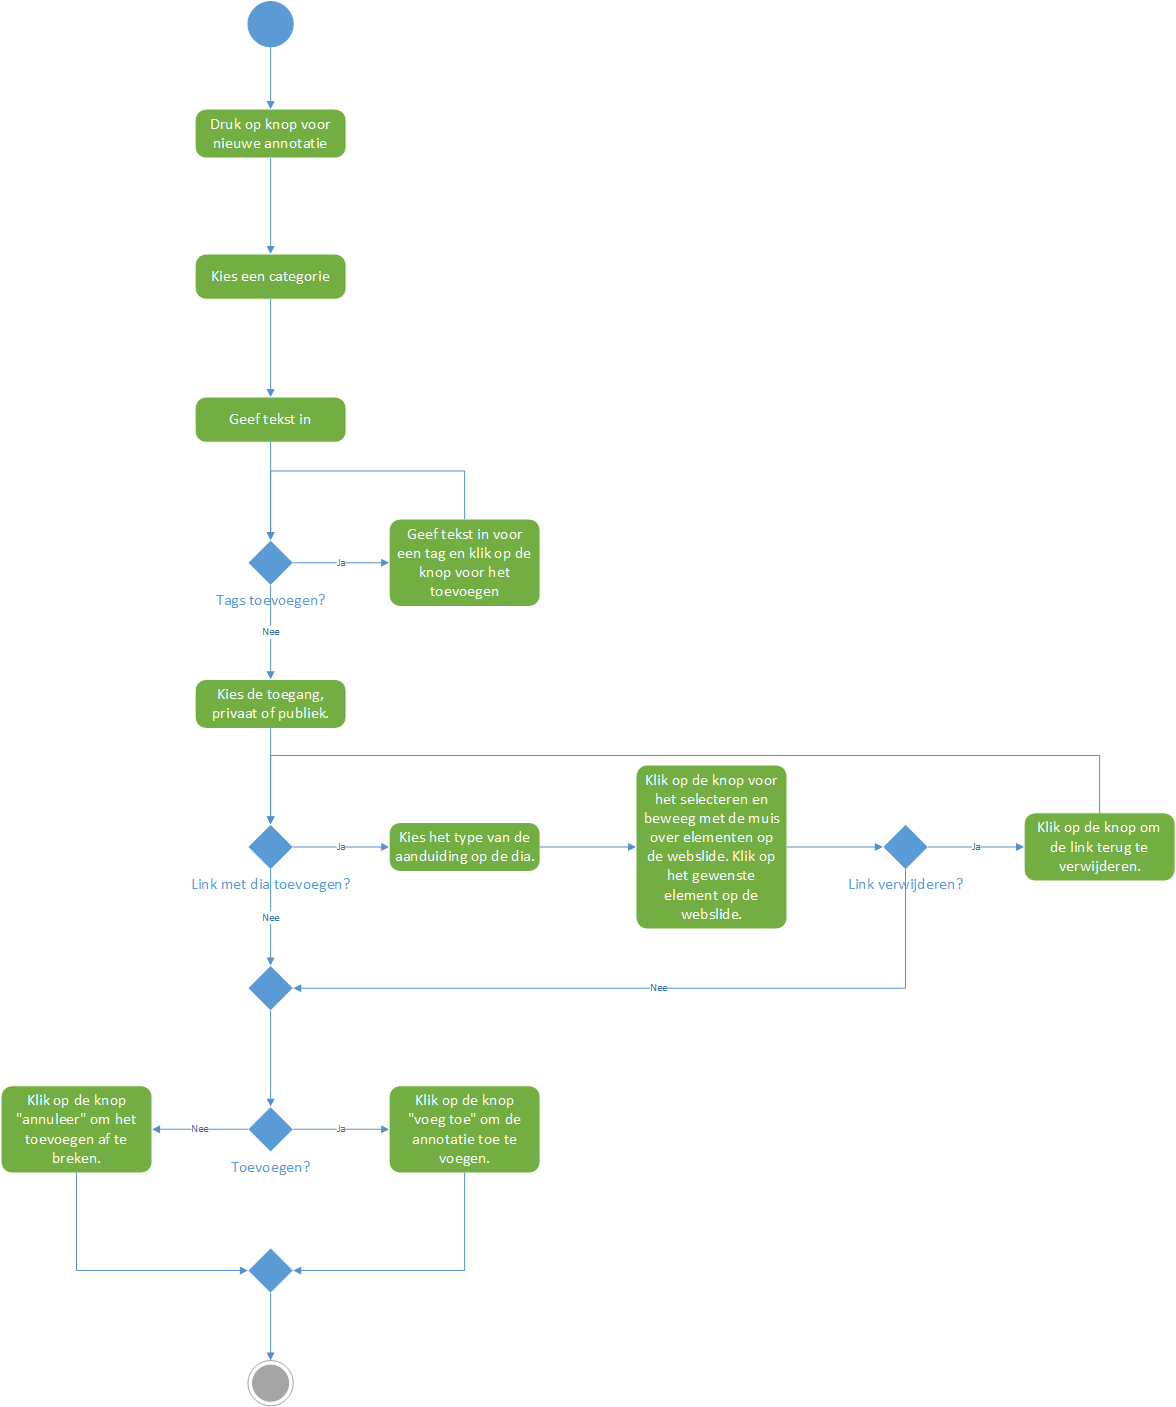 Druk op knop voor
nieuwe annotatie
Kies een categorie
Geef tekst in
Geef tekst in voor
een tag en klik op de
knop voor het
toevoegen
Ja
Tags toevoegen?
Nee
Kies de toegang,
privaat of publiek.
Ja
Link met dia toevoegen?
Nee
Kies het type van de
aanduiding op de dia.
Klik op de knop voor
het selecteren en
beweeg met de muis
over elementen op
de webslide. Klik op
het gewenste
element op de
webslide.
Link verwijderen?
Ja
Klik op de knop om
de link terug te
verwijderen.
Nee
Klik op de knop
"annuleer" om het
toevoegen af te
breken.
Nee
Toevoegen?
Ja
Klik op de knop
"voeg toe" om de
annotatie toe te
voegen.